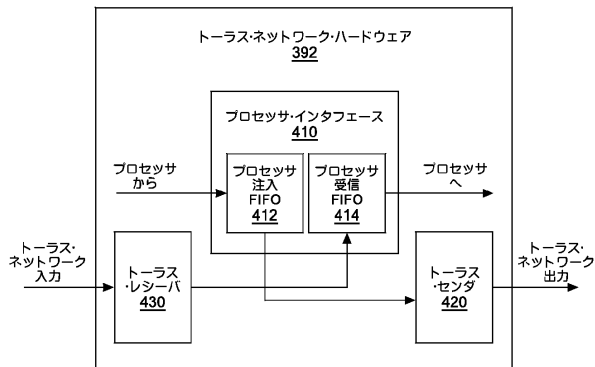 トーラス・ネットワーク・ハードウェア
392
プロセッサ・インタフェース
410
プロセッサ
から
プロセッサ
注入
FIFO
412
プロセッサ
受信
FIFO
414
プロセッサ
へ
トーラス・
ネットワーク
入力
トーラス
・レシーバ
430
トーラス
・センダ
420
トーラス・
ネットワーク
出力